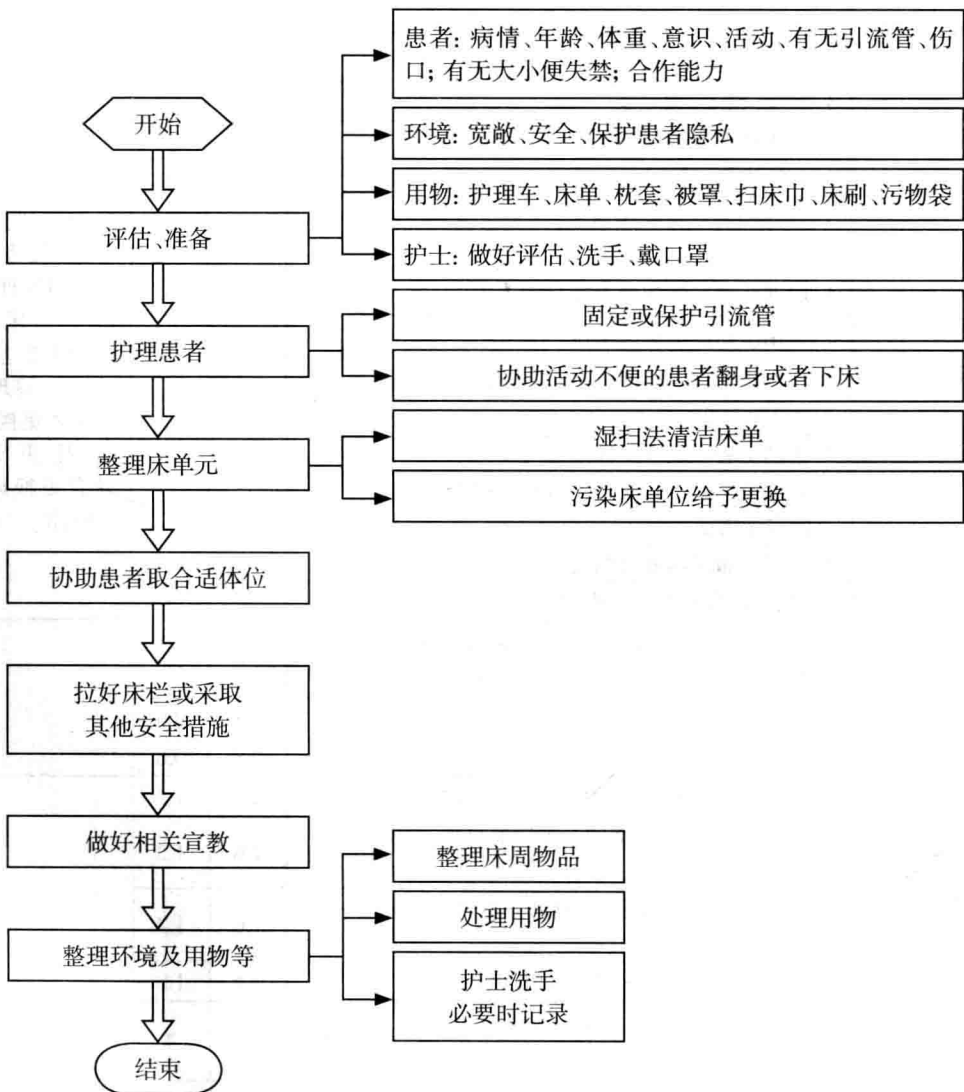 开始
评估、准备
患者: 病情、年龄、体重、意识、活动、有无引流管、伤
口; 有无大小便失禁; 合作能力
环境: 宽敞、安全、保护患者隐私
用物: 护理车、床单、枕套、被罩、扫床巾、床刷、污物袋
护士: 做好评估、洗手、戴口罩
护理患者
固定或保护引流管
协助活动不便的患者翻身或者下床
整理床单元
湿扫法清洁床单
污染床单位给予更换
协助患者取合适体位
拉好床栏或采取
其他安全措施
做好相关宣教
整理环境及用物等
整理床周物品
处理用物
护士洗手
必要时记录
结束